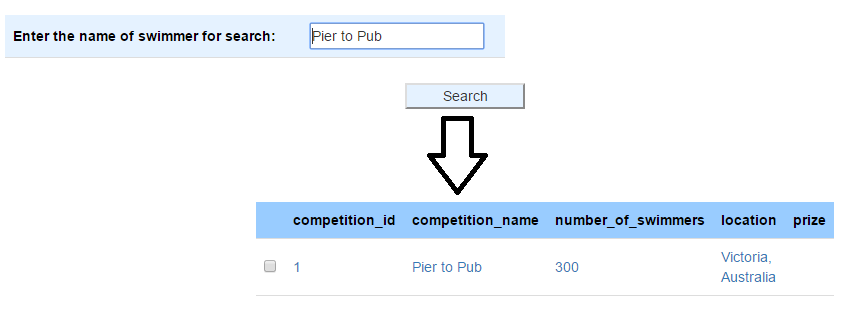 Enter the name of swimmer for search: Pier to Pub
Search
competition_id competition_name number_of_swimmers location prize
1 Pier to Pub 300 Victoria,
Australia